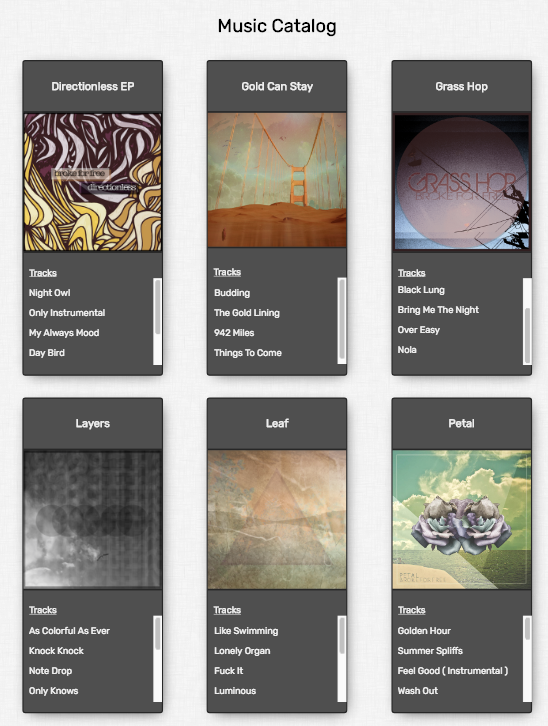 Music Catalog
Directionless EP
broke for free
directionless
Tracks
Night Owl
Only Instrumental
My Always Mood
Day Bird
Gold Can Stay
Tracks
Budding
The Gold Lining
942 Miles
Things To Come
Grass Hop
GRASS HOP
BROKE FOR FREE
Tracks
Black Lung
Bring Me The Night
Over Easy
Nola
Layers
Tracks
As Colorful As Ever
Knock Knock
Note Drop
Only Knows
Leaf
Tracks
Like Swimming
Lonely Organ
Fuck It
Luminous
Petal
PETAL
BROKE FOR FREE
Tracks
Golden Hour
Summer Spliffs
Feel Good ( Instrumental )
Wash Out